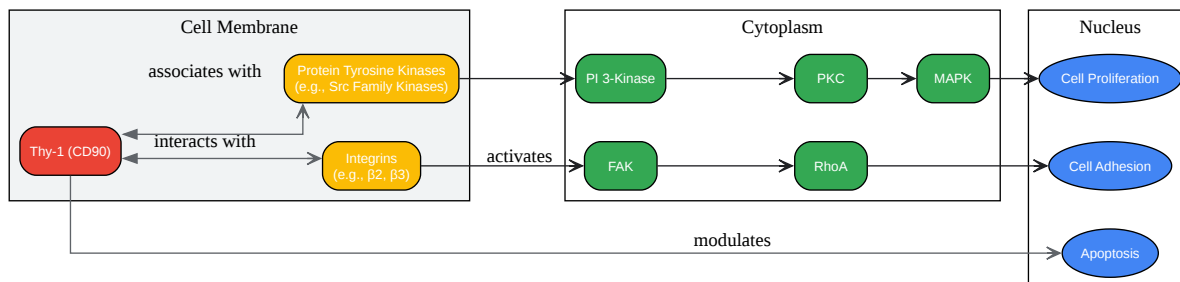 Cell Membrane
Cytoplasm
Nucleus
associates with
Protein Tyrosine Kinases
(e.g., Src Family Kinases)
PI 3-Kinase
PKC
MAPK
Cell Proliferation
Thy-1 (CD90)
interacts with
Integrins
(e.g., β2, β3)
activates
FAK
RhoA
Cell Adhesion
modulates
Apoptosis